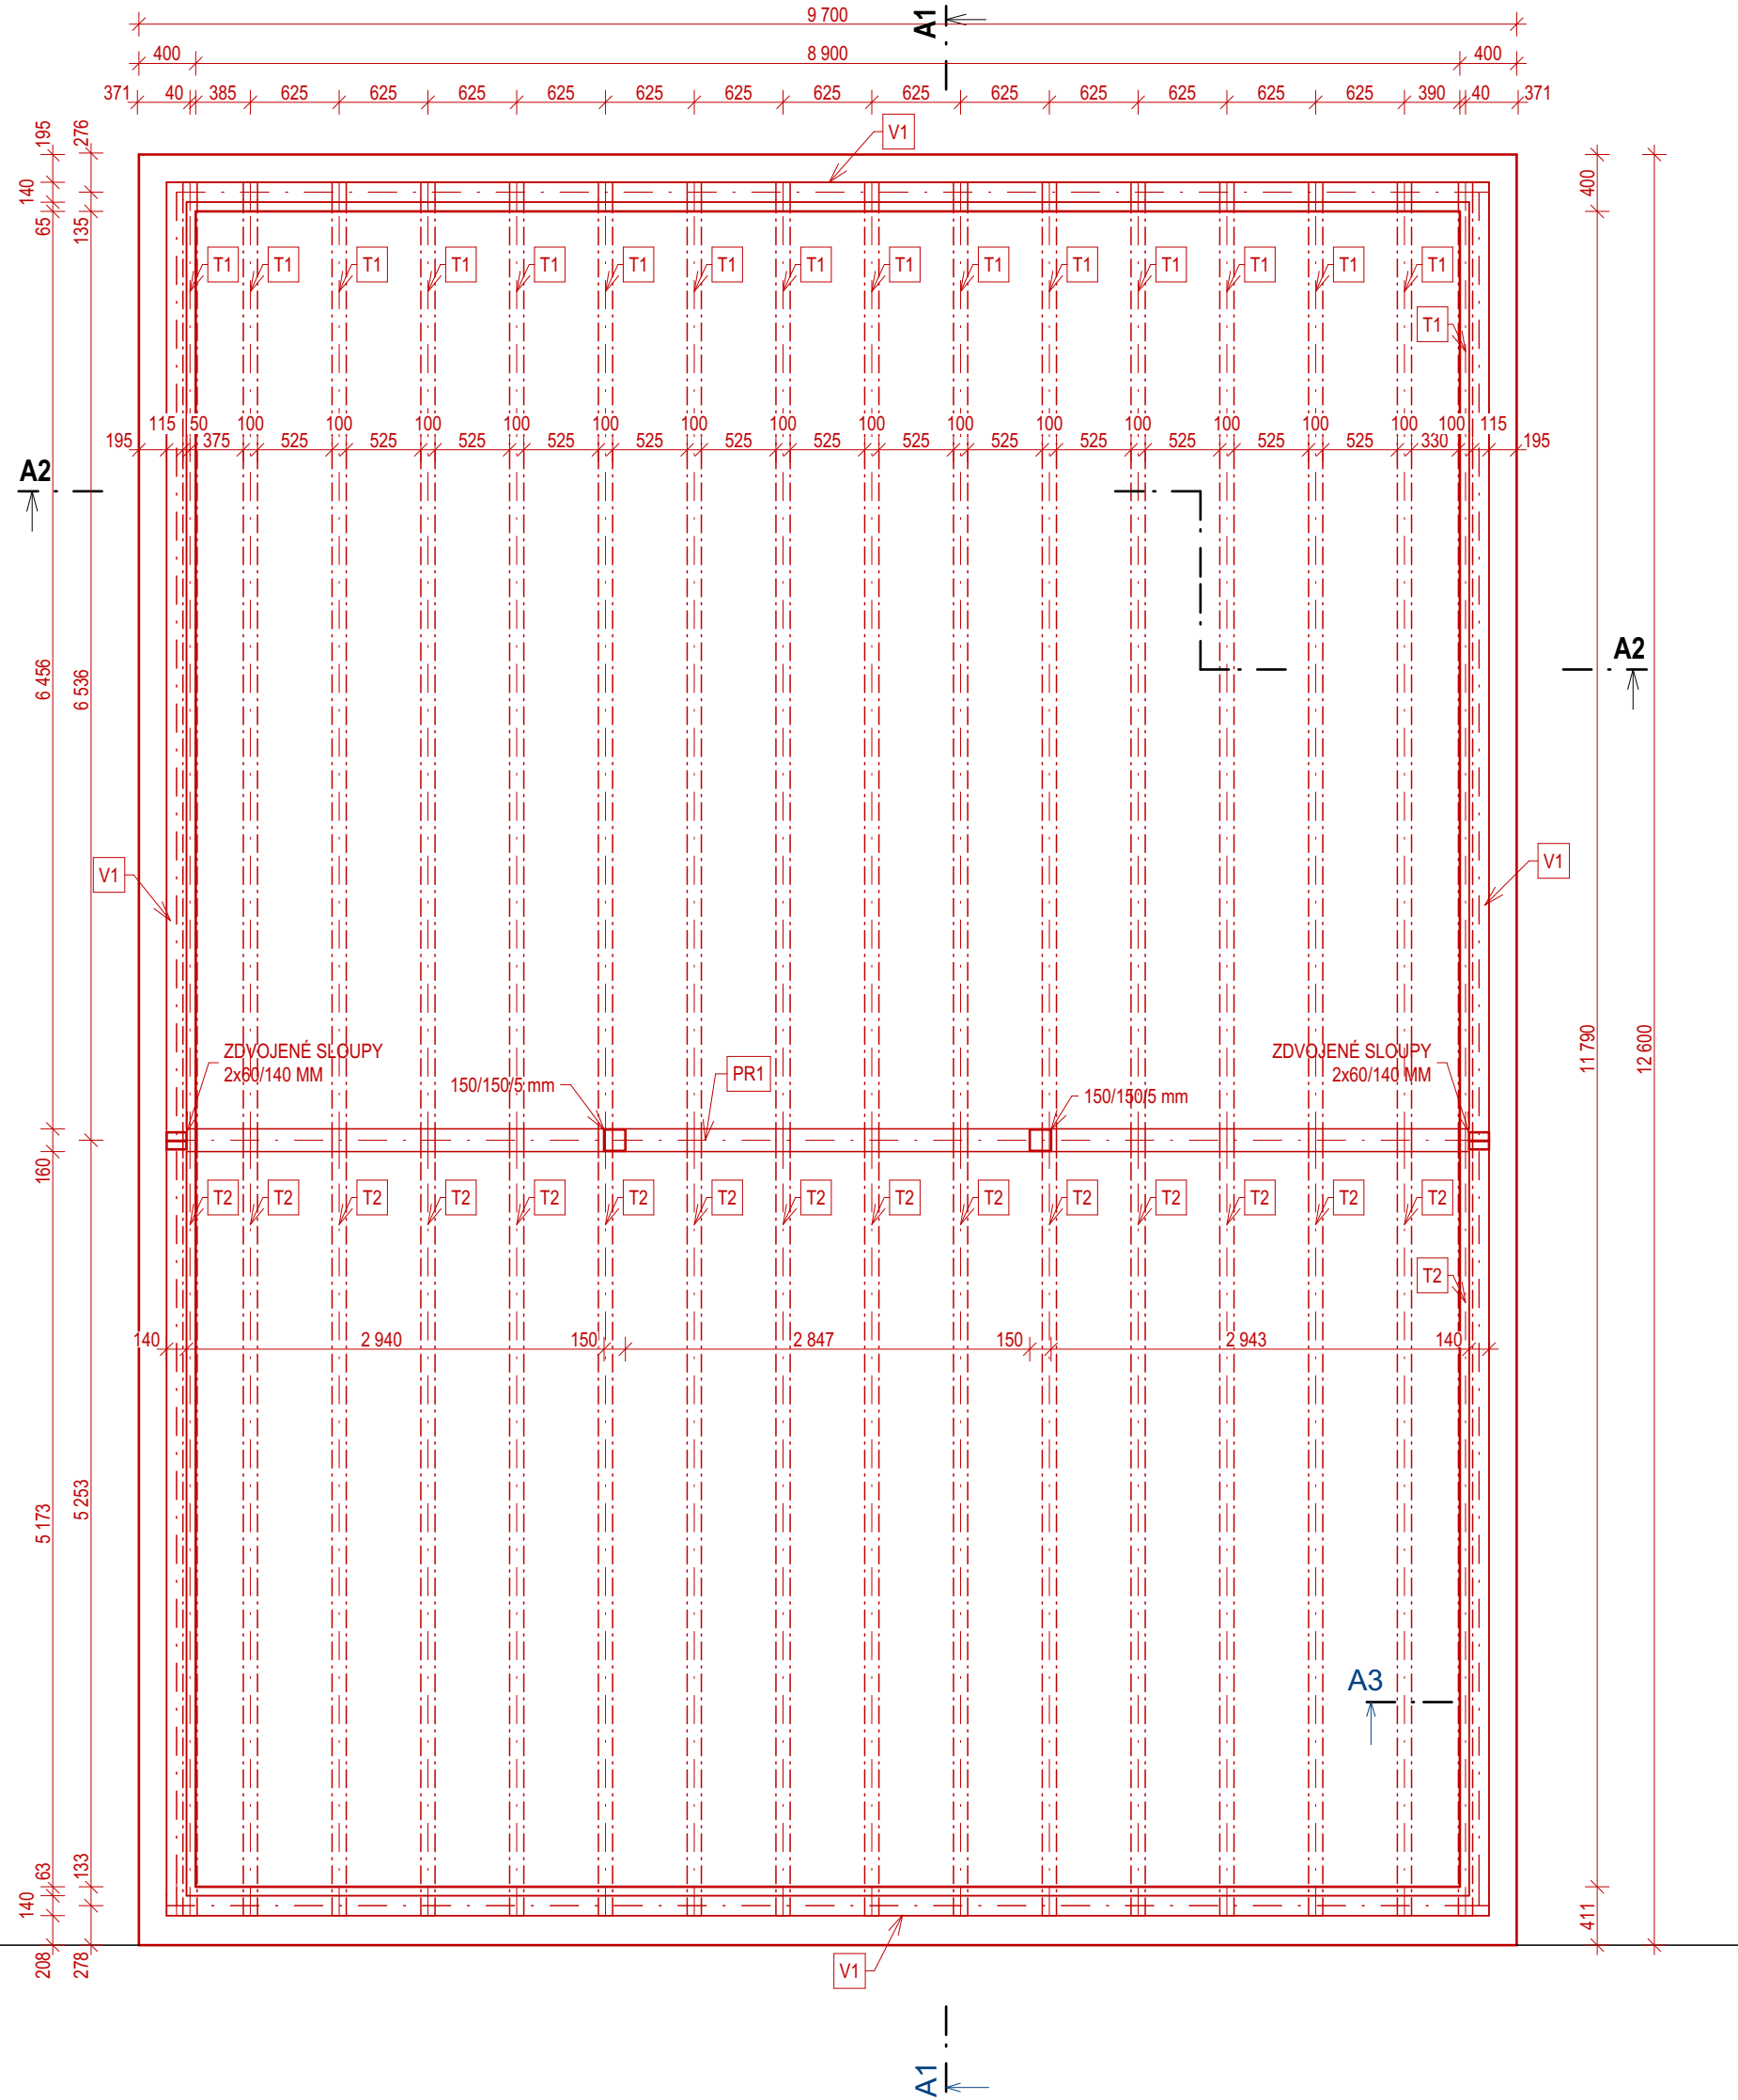 9 700
A1
400 8 900 400
371 40 385 625 625 625 625 625 625 625 625 625 625 625 625 625 390 40 371
195 276
V1
140
400
65 135
T1 T1 T1 T1 T1 T1 T1 T1 T1 T1 T1 T1 T1 T1 T1
T1
115 50 100 100 100 100 100 100 100 100 100 100 100 100 100 100 100 115
195 375 525 525 525 525 525 525 525 525 525 525 525 525 525 330 195
A2
A2
6 456 6 536
V1 V1
11 790 12 600
ZDVOJENÉ SLOUPY
2x60/140 MM
150/150/5 mm
PR1
150/150/5 mm
ZDVOJENÉ SLOUPY
2x60/140 MM
160
T2 T2 T2 T2 T2 T2 T2 T2 T2 T2 T2 T2 T2 T2 T2
T2
140 2 940 150 2 847 150 2 943 140
5 173 5 253
A3
63 133
140
411
208 278
V1
A1